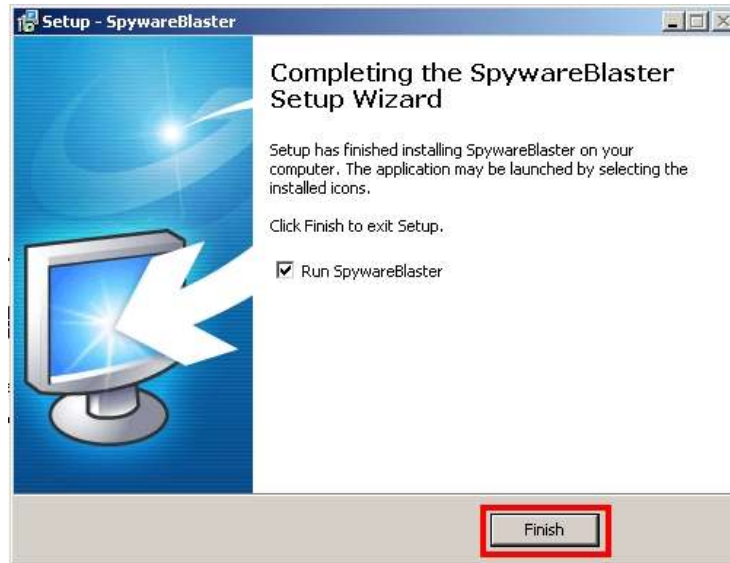 Setup - SpywareBlaster
Completing the SpywareBlaster
Setup Wizard
Setup has finished installing SpywareBlaster on your
computer. The application may be launched by selecting the
installed icons.
Click Finish to exit Setup.
Run SpywareBlaster
Finish